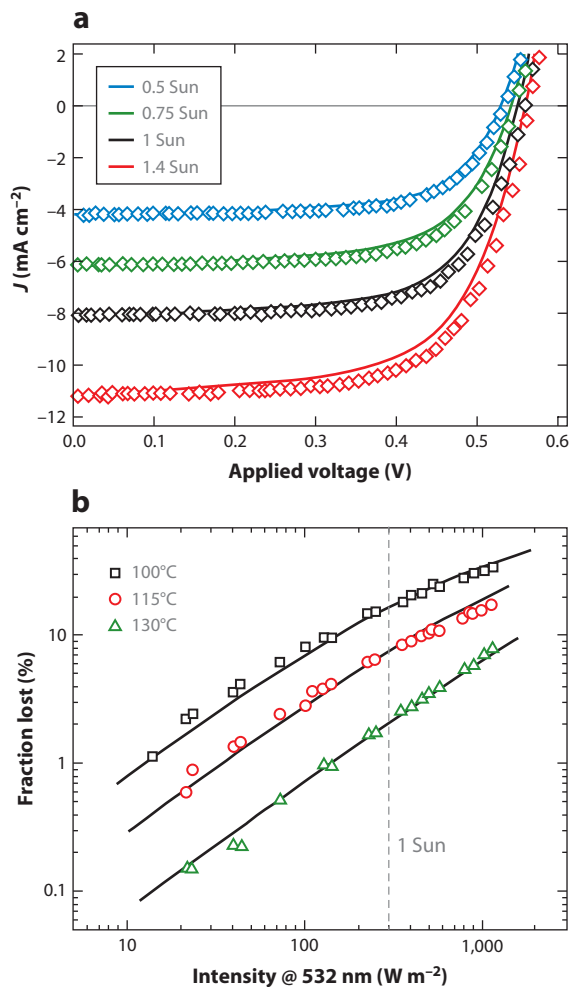 a
2
0
−2
−4
−6
−8
−10
−12
J (mA cm−2)
0.5 Sun
0.75 Sun
1 Sun
1.4 Sun
0.0 0.1 0.2 0.3 0.4 0.5 0.6
Applied voltage (V)
b
10
1
0.1
Fraction lost (%)
100°C
115°C
130°C
1 Sun
10 100 1,000
Intensity @ 532 nm (W m−2)